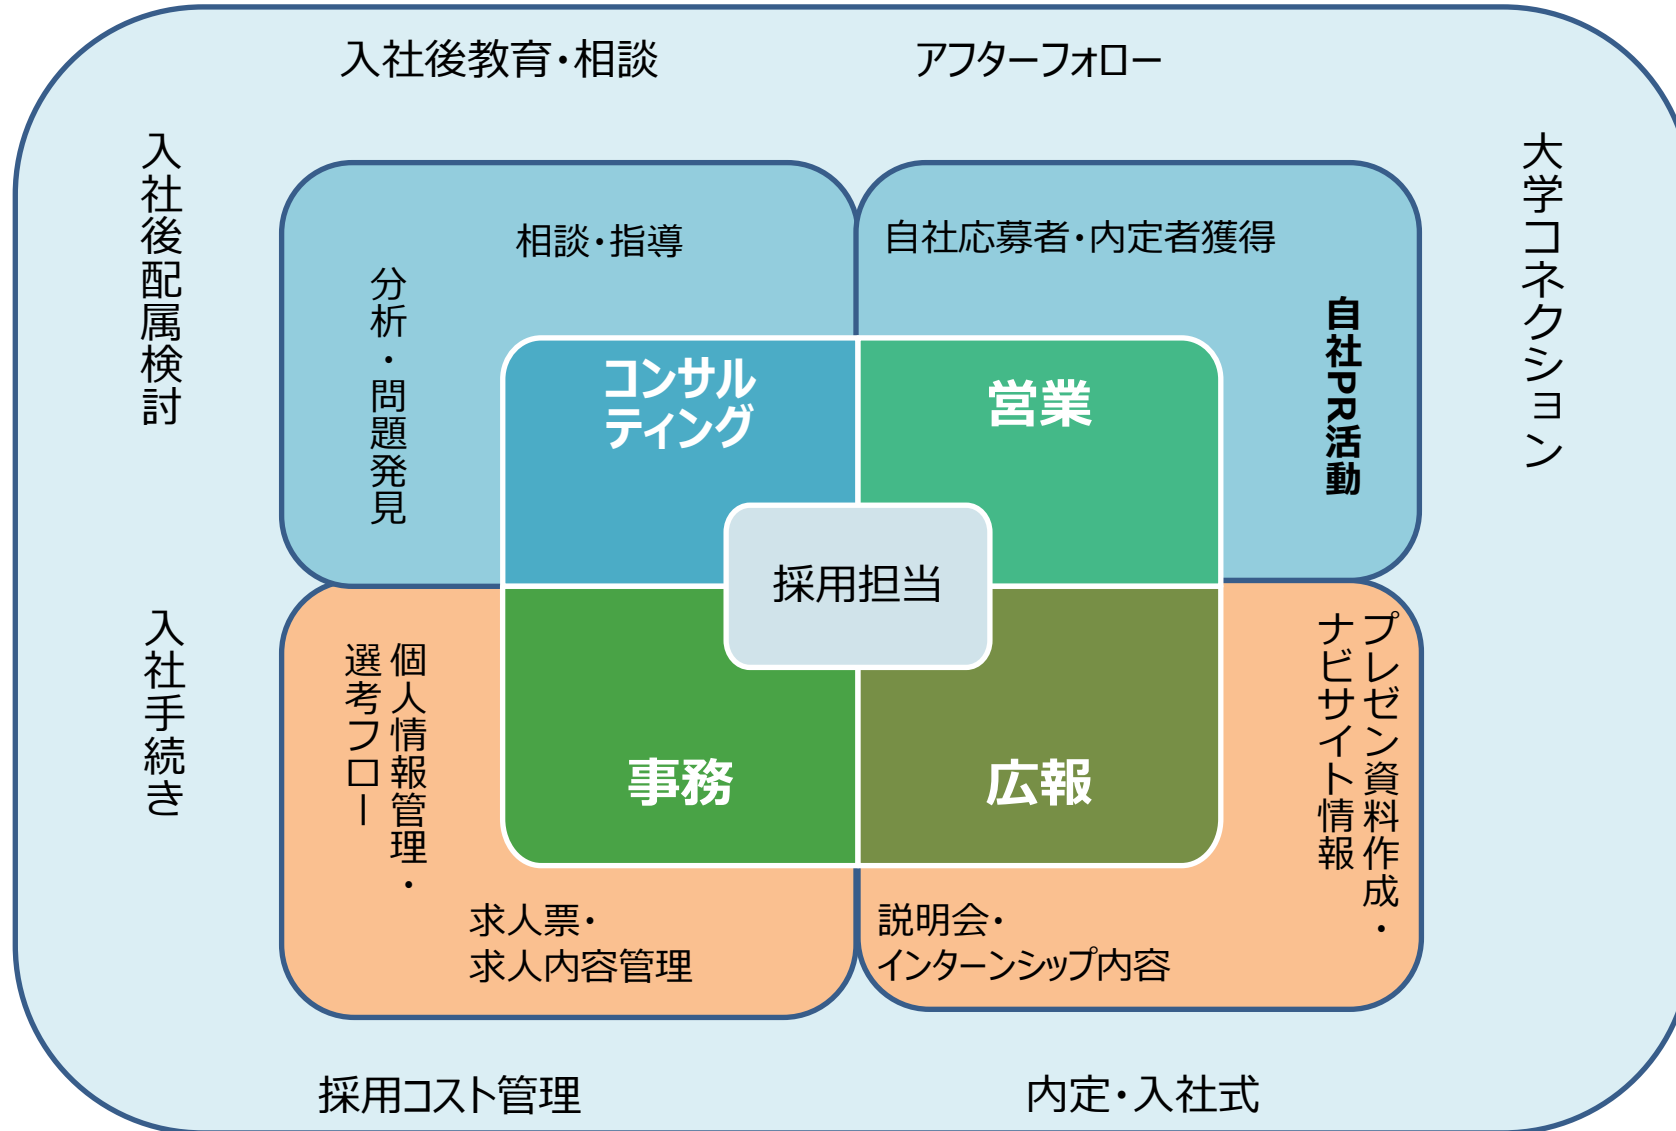 入社後教育・相談
アフターフォロー
入社後配属検討
大学コネクション
相談・指導
自社応募者・内定者獲得
分析・問題発見
自社PR活動
コンサル
ティング
営業
採用担当
入社手続き
個人情報管理・
選考フロー
事務
広報
プレゼン資料作成・
ナビサイト情報
求人票・
求人内容管理
説明会・
インターンシップ内容
採用コスト管理
内定・入社式